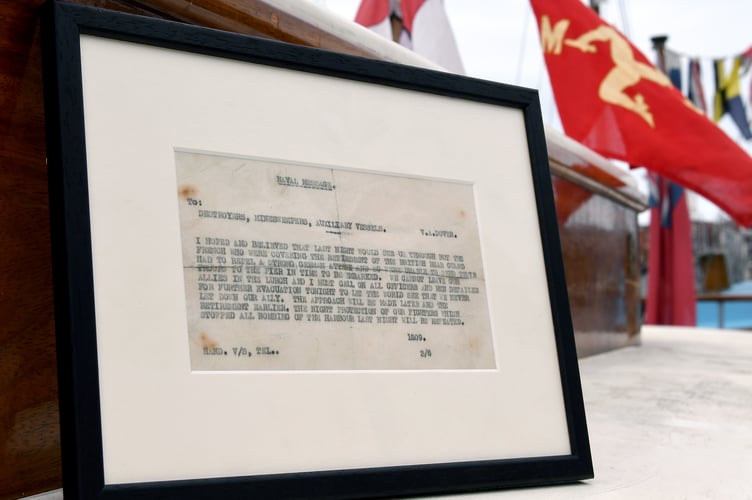 NAVAL MESSAGE.
To:
DESTROYERS, MINESWEEPERS, AUXILIARY VESSELS. V.A.DOVER.
I HOPED AND BELIEVED THAT LAST NIGHT WOULD SEE US THROUGH BUT THE
FRENCH WHO WERE COVERING THE RETIREMENT OF THE BRITISH REAR GUARD
HAD TO REPEL A STRONG GERMAN ATTACK AND SO WERE UNABLE TO SEND THEIR
TROOPS TO THE PIER IN TIME TO BE EMBARKED. WE CANNOT LEAVE OUR
ALLIES IN THE LURCH AND I MUST CALL ON ALL OFFICERS AND MEN DETAILED
FOR FURTHER EVACUATION TONIGHT TO LET THE WORLD SEE THAT WE NEVER
LET DOWN OUR ALLY. THE APPROACH WILL BE MADE LATER AND THE
RETIREMENT EARLIER. THE NIGHT PROTECTION OF OUR FIGHTERS WHICH
STOPPED ALL BOMBING OF THE HARBOUR LAST NIGHT WILL BE REPEATED.
1809.
HAND. V/S, TEL..
3/6
M